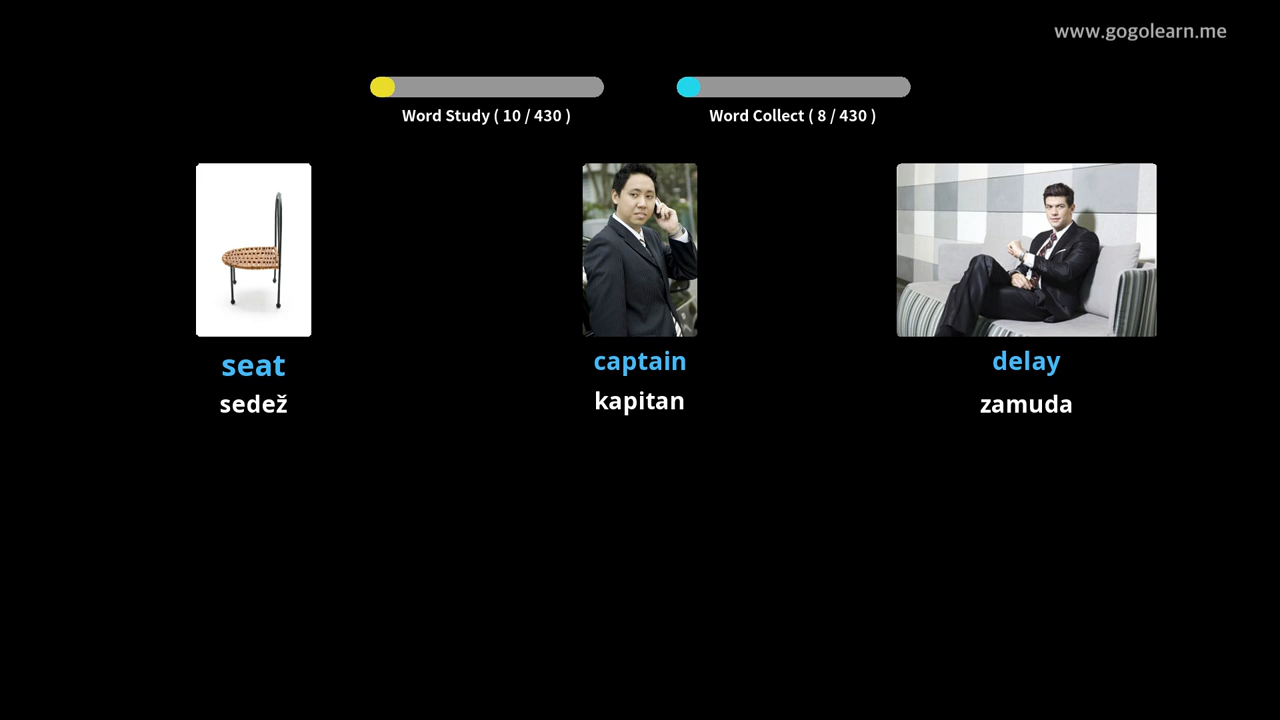 www.gogolearn.me
Word Study ( 10 / 430 )
Word Collect ( 8 / 430 )
seat
sedež
captain
kapitan
delay
zamuda